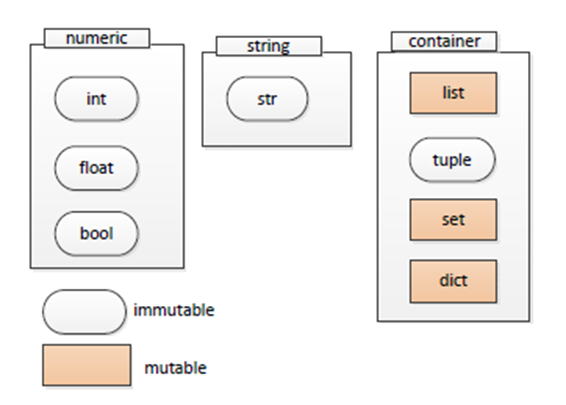 numeric
int
float
bool
string
str
container
list
tuple
set
dict
immutable
mutable